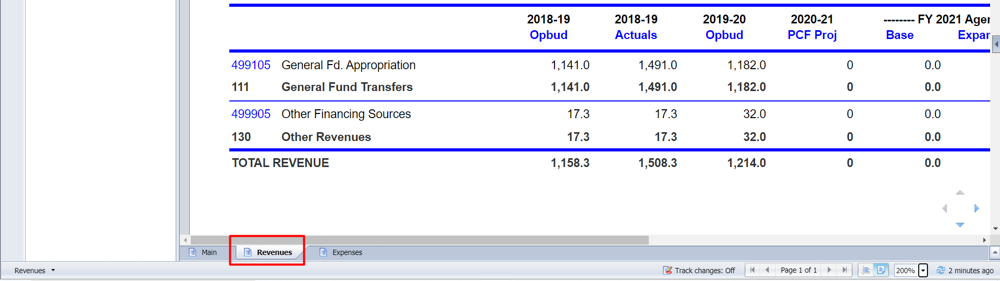 2018-19 2018-19 2019-20 2020-21 -------- FY 2021 Agen
Opbud Actuals Opbud PCF Proj Base Expan
499105 General Fd. Appropriation 1,141.0 1,491.0 1,182.0 0 0.0
111 General Fund Transfers 1,141.0 1,491.0 1,182.0 0 0.0
499905 Other Financing Sources 17.3 17.3 32.0 0 0.0
130 Other Revenues 17.3 17.3 32.0 0 0.0
TOTAL REVENUE 1,158.3 1,508.3 1,214.0 0 0.0
Main Revenues Expenses
Revenues Track changes: Off Page 1 of 1 200% 2 minutes ago